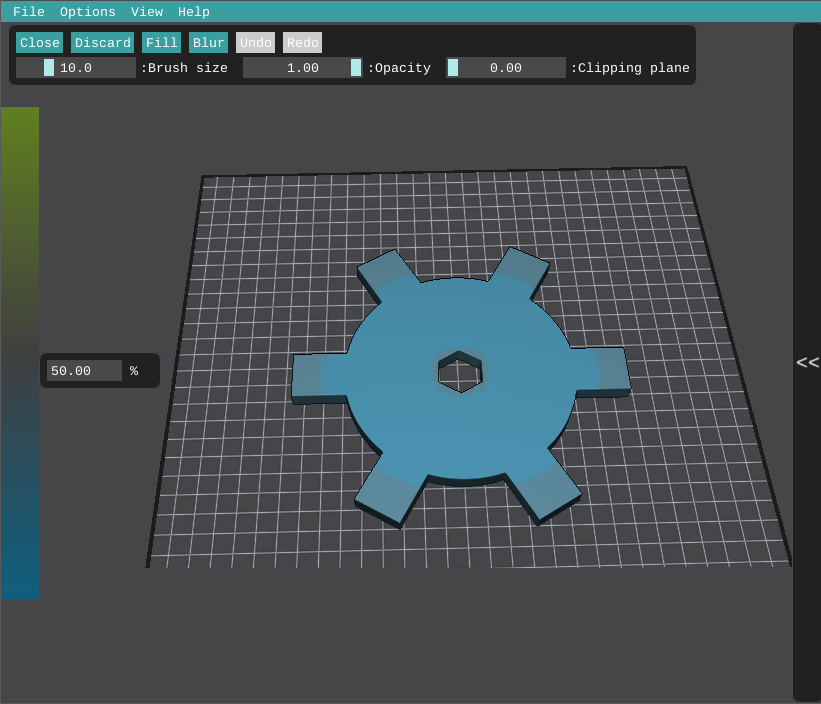 File Options View Help
Close Discard Fill Blur Undo Redo
10.0 :Brush size 1.00 :Opacity 0.00 :Clipping plane
<<
50.00 %